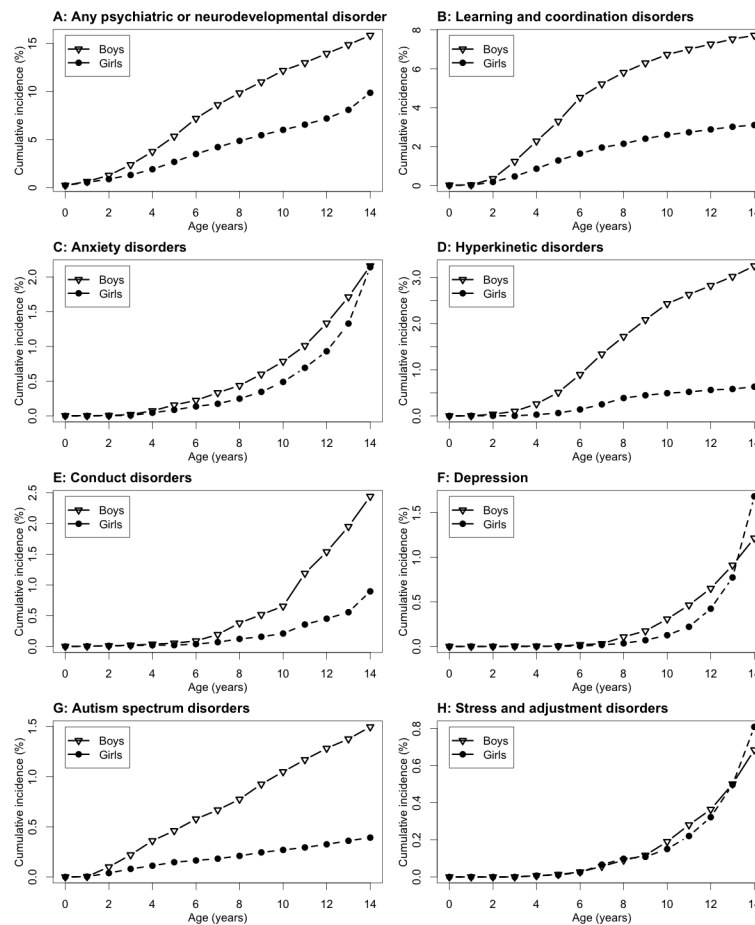 A: Any psychiatric or neurodevelopmental disorder
Boys
Girls
Cumulative incidence (%)
15
10
5
0
0 2 4 6 8 10 12 14
Age (years)
B: Learning and coordination disorders
Boys
Girls
Cumulative incidence (%)
8
6
4
2
0
0 2 4 6 8 10 12 14
Age (years)
C: Anxiety disorders
Boys
Girls
Cumulative incidence (%)
2.0
1.5
1.0
0.5
0.0
0 2 4 6 8 10 12 14
Age (years)
D: Hyperkinetic disorders
Boys
Girls
Cumulative incidence (%)
3.0
2.0
1.0
0.0
0 2 4 6 8 10 12 14
Age (years)
E: Conduct disorders
Boys
Girls
Cumulative incidence (%)
2.5
2.0
1.5
1.0
0.5
0.0
0 2 4 6 8 10 12 14
Age (years)
F: Depression
Boys
Girls
Cumulative incidence (%)
1.5
1.0
0.5
0.0
0 2 4 6 8 10 12 14
Age (years)
G: Autism spectrum disorders
Boys
Girls
Cumulative incidence (%)
1.5
1.0
0.5
0.0
0 2 4 6 8 10 12 14
Age (years)
H: Stress and adjustment disorders
Boys
Girls
Cumulative incidence (%)
0.8
0.6
0.4
0.2
0.0
0 2 4 6 8 10 12 14
Age (years)